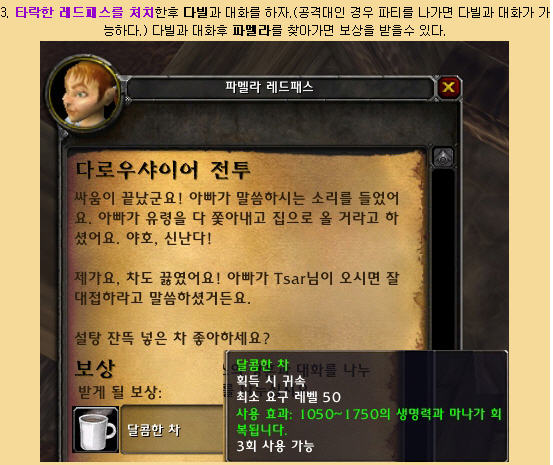 3. 타락한 레드패스를 처치한후 다빌과 대화를 하자.(공격대인 경우 파티를 나가면 다빌과 대화가 가
능하다.) 다빌과 대화후 파멜라를 찾아가면 보상을 받을수 있다.
파멜라 레드패스
다로우샤이어 전투
싸움이 끝났군요! 아빠가 말씀하시는 소리를 들었어
요. 아빠가 유령을 다 쫓아내고 집으로 올 거라고 하
셨어요. 야호, 신난다!
제가요, 차도 끓였어요! 아빠가 Tsar님이 오시면 잘
대접하라고 말씀하셨거든요.
설탕 잔뜩 넣은 차 좋아하세요?
보상
대화를 나누
받게 될 보상:
달콤한 차
달콤한 차
획득 시 귀속
최소 요구 레벨 50
사용 효과: 1050~1750의 생명력과 마나가 회
복됩니다.
3회 사용 가능